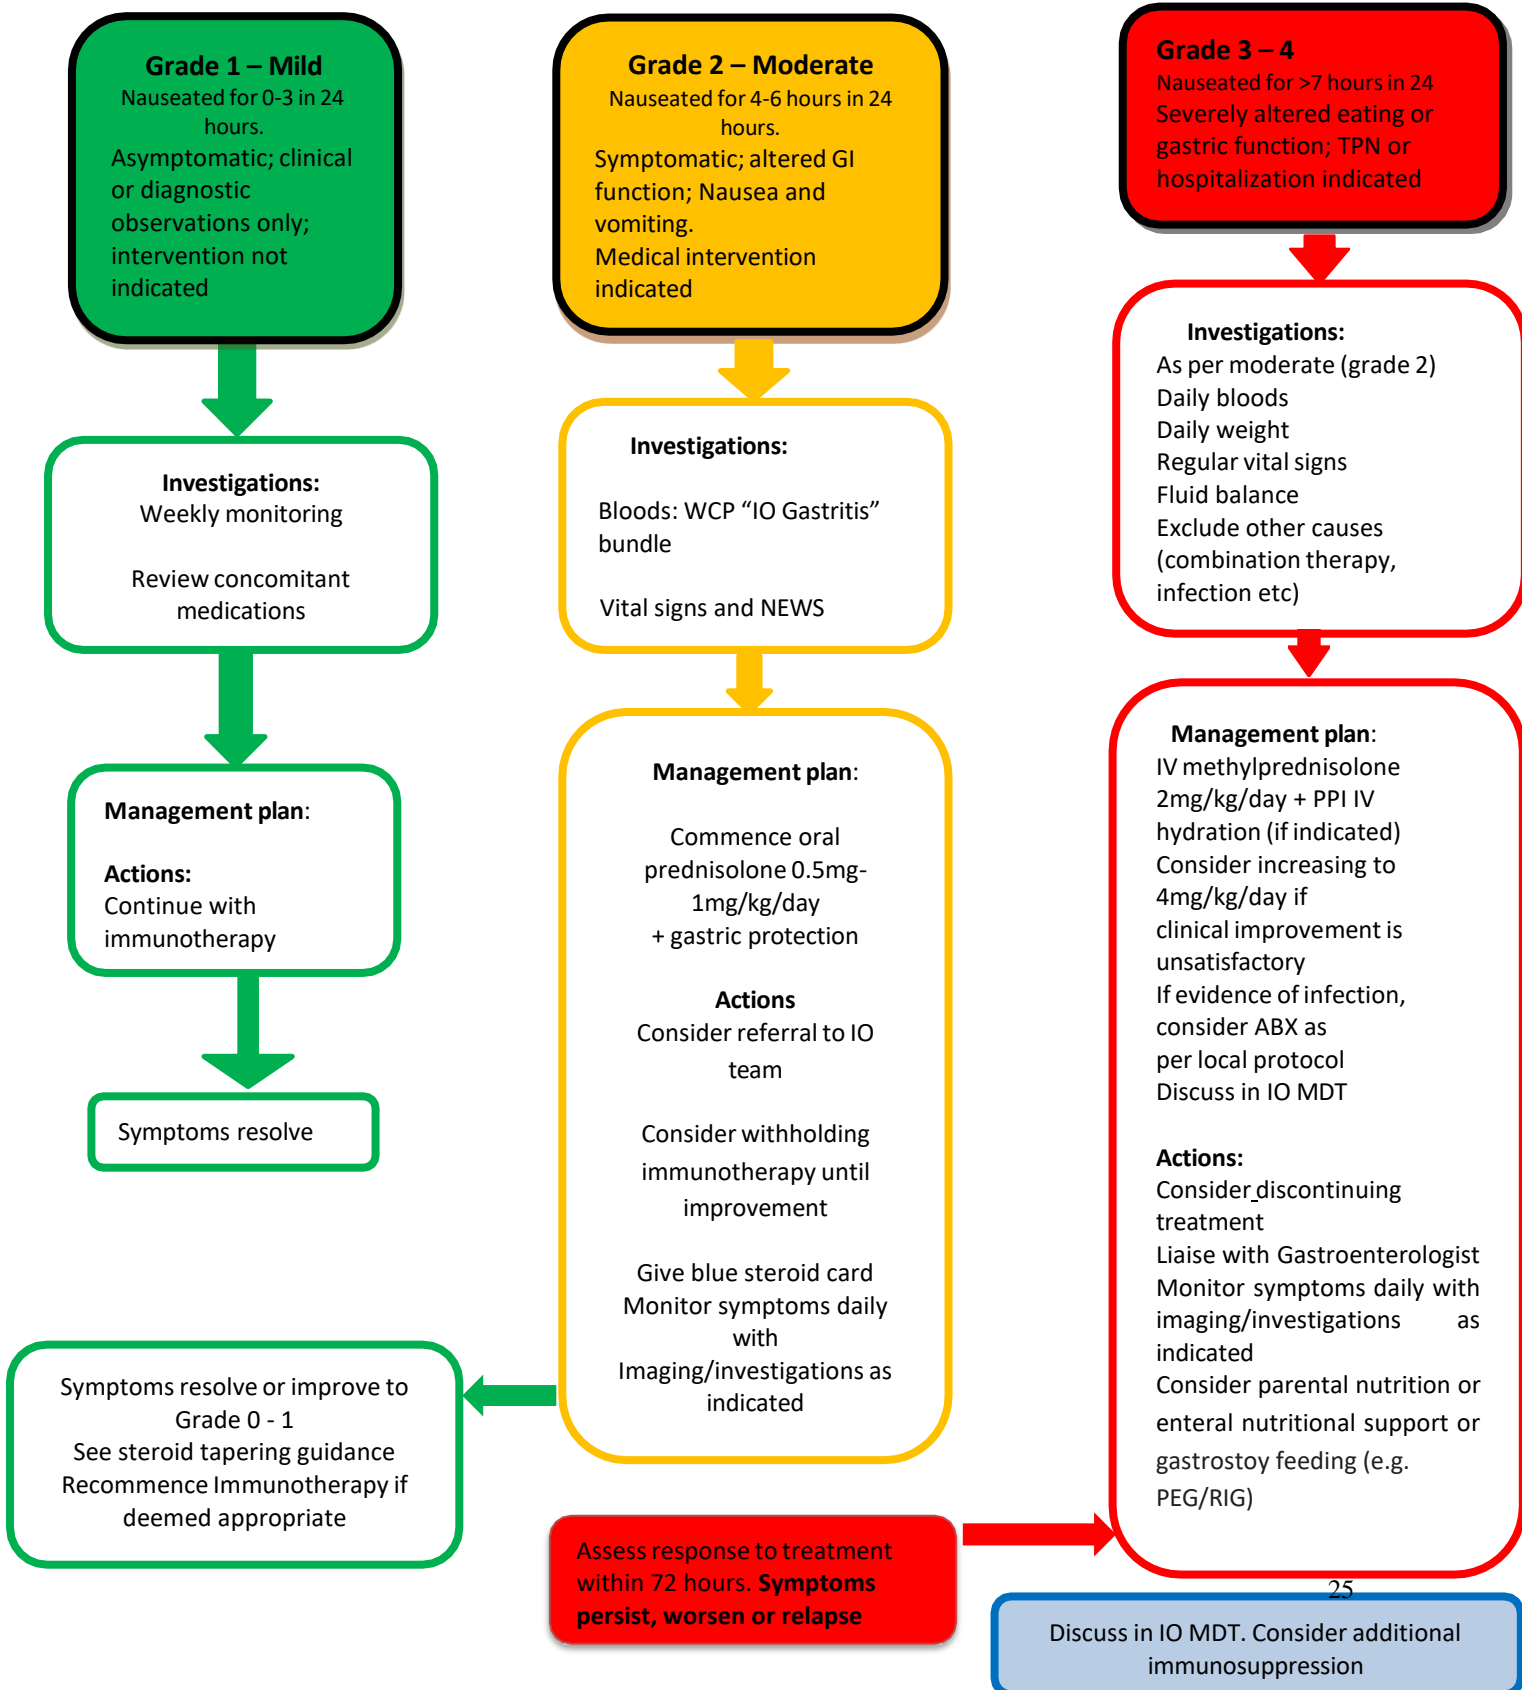 Grade 1 – Mild
Nauseated for 0-3 in 24
hours.
Asymptomatic; clinical
or diagnostic
observations only;
intervention not
indicated
Investigations:
Weekly monitoring
Review concomitant
medications
Management plan:
Actions:
Continue with
immunotherapy
Symptoms resolve
Grade 2 – Moderate
Nauseated for 4-6 hours in 24
hours.
Symptomatic; altered GI
function; Nausea and
vomiting.
Medical intervention
indicated
Investigations:
Bloods: WCP “IO Gastritis”
bundle
Vital signs and NEWS
Management plan:
Commence oral
prednisolone 0.5mg-
1mg/kg/day
+ gastric protection
Actions
Consider referral to IO
team
Consider withholding
immunotherapy until
improvement
Give blue steroid card
Monitor symptoms daily
with
Imaging/investigations as
indicated
Symptoms resolve or improve to
Grade 0 - 1
See steroid tapering guidance
Recommence Immunotherapy if
deemed appropriate
Assess response to treatment
within 72 hours. Symptoms
persist, worsen or relapse
Grade 3 – 4
Nauseated for >7 hours in 24
Severely altered eating or
gastric function; TPN or
hospitalization indicated
Investigations:
As per moderate (grade 2)
Daily bloods
Daily weight
Regular vital signs
Fluid balance
Exclude other causes
(combination therapy,
infection etc)
Management plan:
IV methylprednisolone
2mg/kg/day + PPI IV
hydration (if indicated)
Consider increasing to
4mg/kg/day if
clinical improvement is
unsatisfactory
If evidence of infection,
consider ABX as
per local protocol
Discuss in IO MDT
Actions:
Consider discontinuing
treatment
Liaise with Gastroenterologist
Monitor symptoms daily with
imaging/investigations as
indicated
Consider parental nutrition or
enteral nutritional support or
gastrostoy feeding (e.g.
PEG/RIG)
25
Discuss in IO MDT. Consider additional
immunosuppression